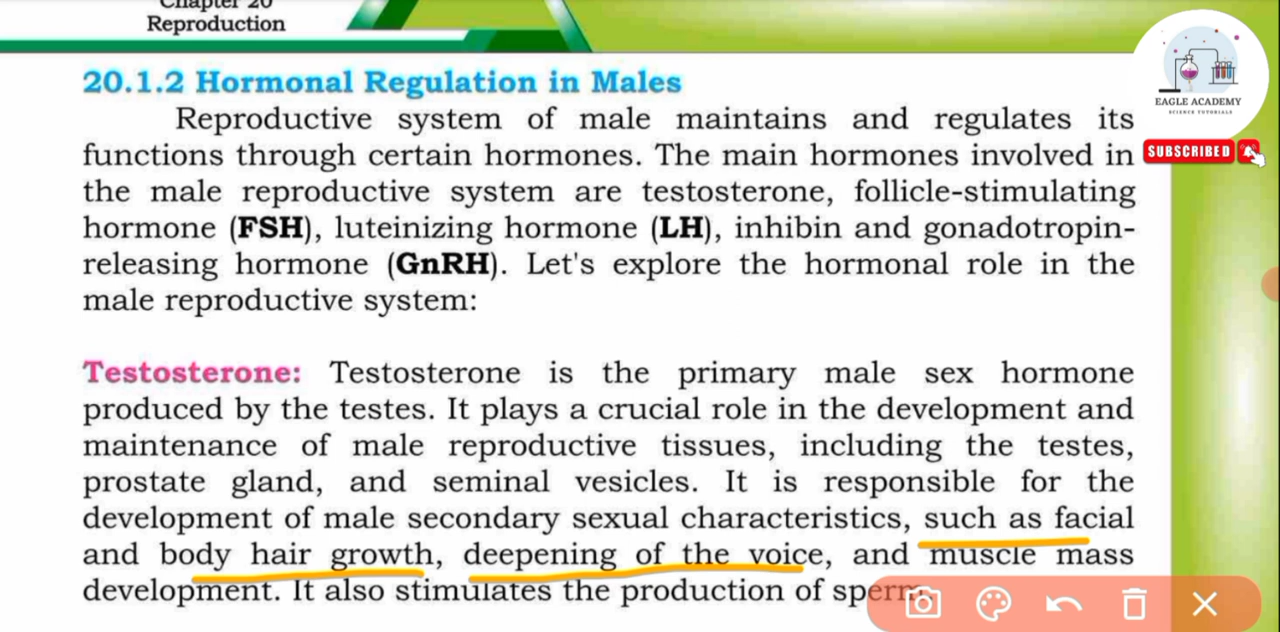 Chapter 20
Reproduction
EAGLE ACADEMY
SCIENCE TUTORIALS
SUBSCRIBED
20.1.2 Hormonal Regulation in Males
Reproductive system of male maintains and regulates its
functions through certain hormones. The main hormones involved in
the male reproductive system are testosterone, follicle-stimulating
hormone (FSH), luteinizing hormone (LH), inhibin and gonadotropin-
releasing hormone (GnRH). Let's explore the hormonal role in the
male reproductive system:
Testosterone: Testosterone is the primary male sex hormone
produced by the testes. It plays a crucial role in the development and
maintenance of male reproductive tissues, including the testes,
prostate gland, and seminal vesicles. It is responsible for the
development of male secondary sexual characteristics, such as facial
and body hair growth, deepening of the voice, and muscle mass
development. It also stimulates the production of sperm.